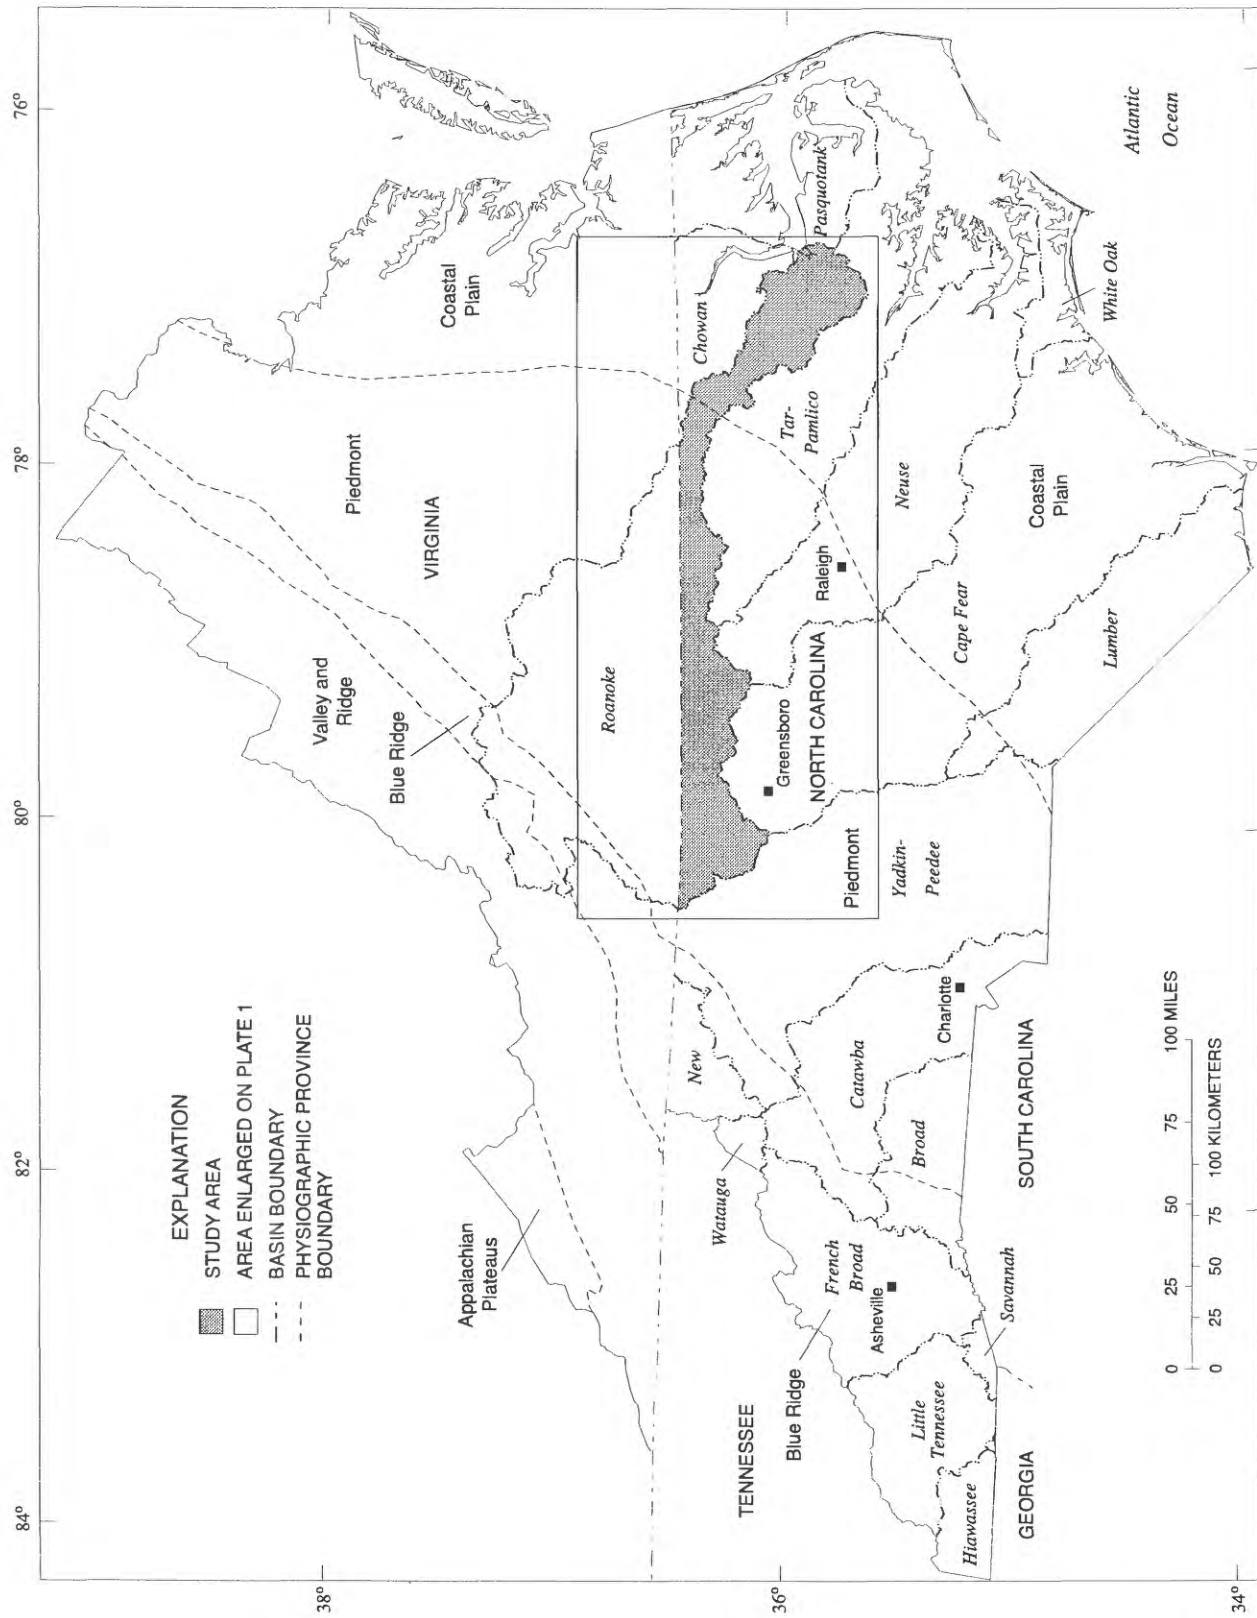 84°
82°
80°
78°
76°
38°
36°
34°
EXPLANATION
STUDY AREA
AREA ENLARGED ON PLATE 1
BASIN BOUNDARY
PHYSIOGRAPHIC PROVINCE
BOUNDARY
Appalachian
Plateaus
Valley and
Ridge
Blue Ridge
Piedmont
VIRGINIA
Coastal
Plain
Roanoke
Chowan
Pasquotank
Tar-
Pamlico
Raleigh
Greensboro
NORTH CAROLINA
Piedmont
Yadkin-
Peedee
Neuse
Cape Fear
Coastal
Plain
Lumber
White Oak
Atlantic
Ocean
New
Watauga
TENNESSEE
Blue Ridge
French
Broad
Asheville
Catawba
Broad
Charlotte
Little
Tennessee
Hiawassee
Savannah
GEORGIA
SOUTH CAROLINA
0 25 50 75 100 MILES
0 25 50 75 100 KILOMETERS